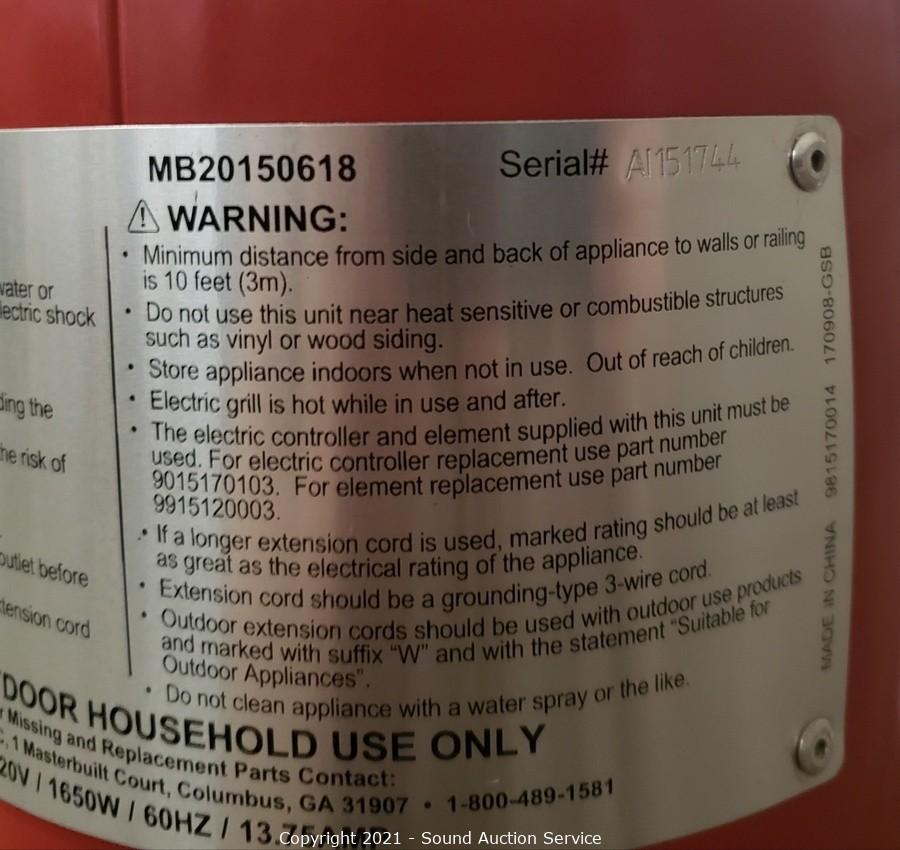 MB20150618 Serial# AI151744
WARNING:
• Minimum distance from side and back of appliance to walls or railing
is 10 feet (3m).
• Do not use this unit near heat sensitive or combustible structures
such as vinyl or wood siding.
• Store appliance indoors when not in use. Out of reach of children.
• Electric grill is hot while in use and after.
• The electric controller and element supplied with this unit must be
used. For electric controller replacement use part number
9015170103. For element replacement use part number
9915120003.
• If a longer extension cord is used, marked rating should be at least
as great as the electrical rating of the appliance.
• Extension cord should be a grounding-type 3-wire cord.
• Outdoor extension cords should be used with outdoor use products
and marked with suffix “W” and with the statement “Suitable for
Outdoor Appliances”.
• Do not clean appliance with a water spray or the like.
or
electric shock
the
the risk of
outlet before
cord
MADE IN CHINA 9815170014 170908-GSB
HOUSEHOLD USE ONLY
Missing and Replacement Parts Contact:
1 Masterbuilt Court, Columbus, GA 31907 • 1-800-489-1581
/ 1650W / 60HZ / 13.75AMP
Copyright 2021 - Sound Auction Service